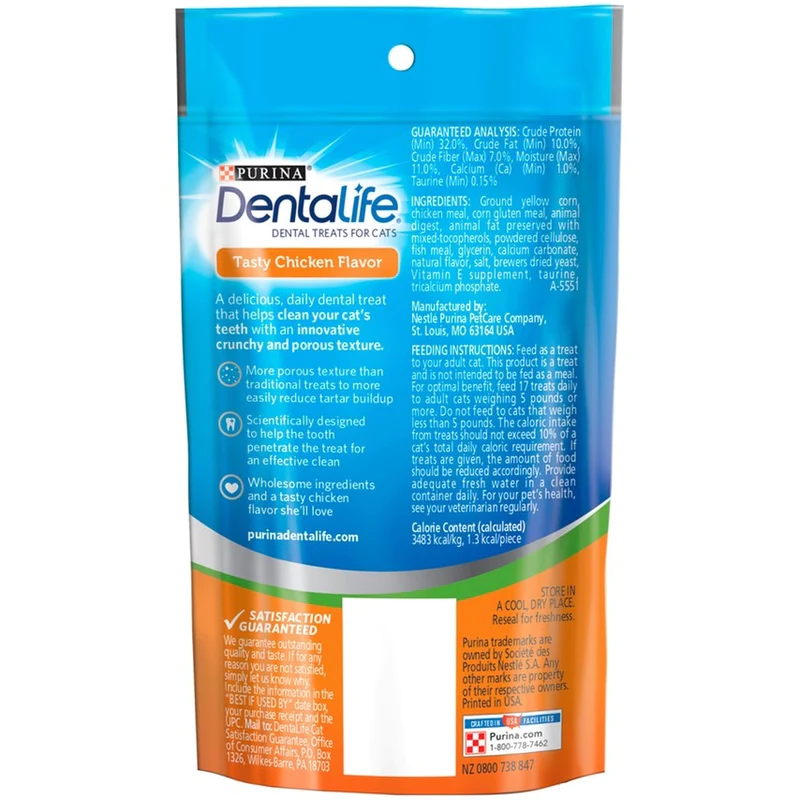 PURINA®
DentaLife®
DENTAL TREATS FOR CATS
Tasty Chicken Flavor
A delicious, daily dental treat
that helps clean your cat's
teeth with an innovative
crunchy and porous texture.
More porous texture than
traditional treats to more
easily reduce tartar buildup
Scientifically designed
to help the tooth
penetrate the treat for
an effective clean
Wholesome ingredients
and a tasty chicken
flavor she'll love
purinadentalife.com
GUARANTEED ANALYSIS: Crude Protein
(Min) 32.0%, Crude Fat (Min) 10.0%,
Crude Fiber (Max) 7.0%, Moisture (Max)
11.0%, Calcium (Ca) (Min) 1.0%,
Taurine (Min) 0.15%
INGREDIENTS: Ground yellow corn,
chicken meal, corn gluten meal, animal
digest, animal fat preserved with
mixed-tocopherols, powdered cellulose,
fish meal, glycerin, calcium carbonate,
natural flavor, salt, brewers dried yeast,
Vitamin E supplement, taurine,
tricalcium phosphate. A-5551
Manufactured by:
Nestlé Purina PetCare Company,
St. Louis, MO 63164 USA
FEEDING INSTRUCTIONS: Feed as a treat
to your adult cat. This product is a treat
and is not intended to be fed as a meal.
For optimal benefit, feed 17 treats daily
to adult cats weighing 5 pounds or
more. Do not feed to cats that weigh
less than 5 pounds. The caloric intake
from treats should not exceed 10% of a
cat's total daily caloric requirement. If
treats are given, the amount of food
should be reduced accordingly. Provide
adequate fresh water in a clean
container daily. For your pet's health,
see your veterinarian regularly.
Calorie Content (calculated)
3483 kcal/kg, 1.3 kcal/piece
SATISFACTION
GUARANTEED
We guarantee outstanding
quality and taste. If for any
reason you are not satisfied,
simply let us know why.
Include the information in the
"BEST IF USED BY" date box,
your purchase receipt and the
UPC. Mail to: DentaLife Cat
Satisfaction Guarantee, Office
of Consumer Affairs, P.O. Box
1326, Wilkes-Barre, PA 18703
STORE IN
A COOL, DRY PLACE.
Reseal for freshness.
Purina trademarks are
owned by Société des
Produits Nestlé S.A. Any
other marks are property
of their respective owners.
Printed in USA.
CRAFTED IN USA FACILITIES
Purina.com
1-800-778-7462
NZ 0800 738 847